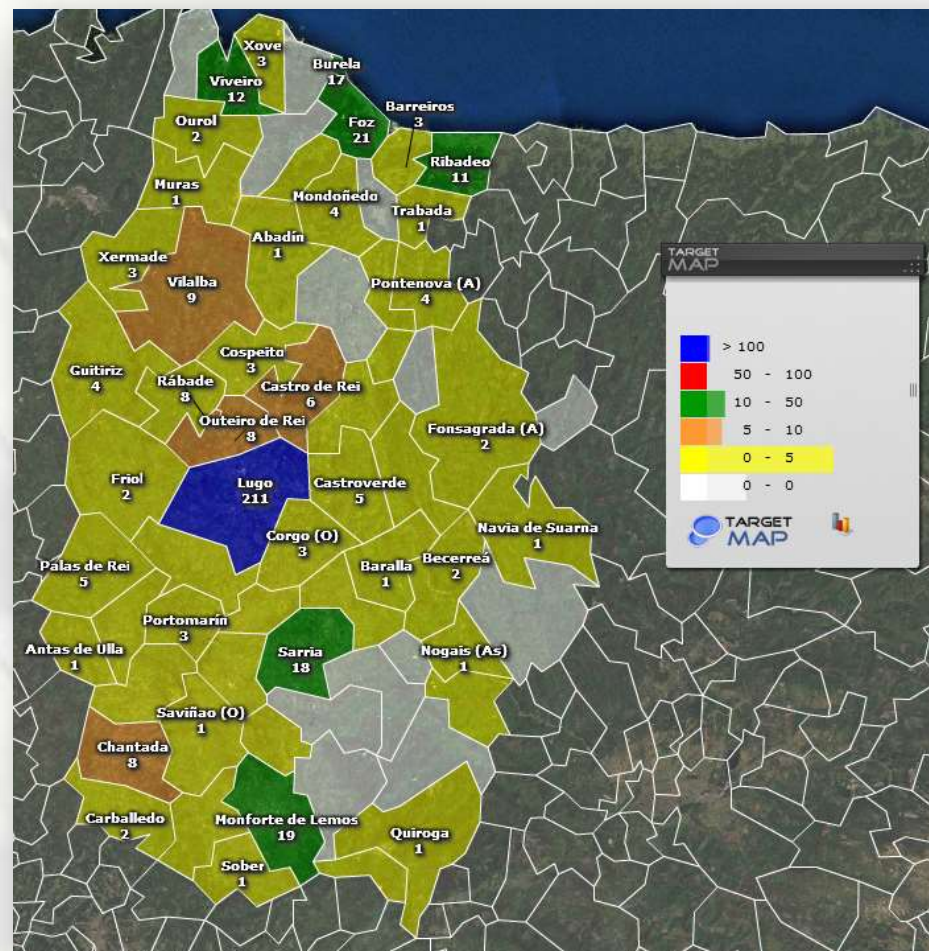 Xove
3
Burela
17
Viveiro
12
Barreiros
3
Ourol
2
Foz
21
Ribadeo
11
Muras
1
Mondoñedo
4
Trabada
1
Abadín
1
Xermade
3
Vilalba
9
Pontenova (A)
4
Cospeito
3
Guitiriz
4
Rábade
8
Castro de Rei
6
Outeiro de Rei
8
Fonsagrada (A)
2
Friol
2
Lugo
211
Castroverde
5
Corgo (O)
3
Navia de Suarna
1
Palas de Rei
5
Baralla
1
Becerreá
2
Portomarín
3
Antas de Ulla
1
Sarria
18
Nogais (As)
1
Saviñao (O)
1
Chantada
8
Carballedo
2
Monforte de Lemos
19
Quiroga
1
Sober
1
TARGET
MAP
> 100
50 - 100
10 - 50
5 - 10
0 - 5
0 - 0
TARGET
MAP